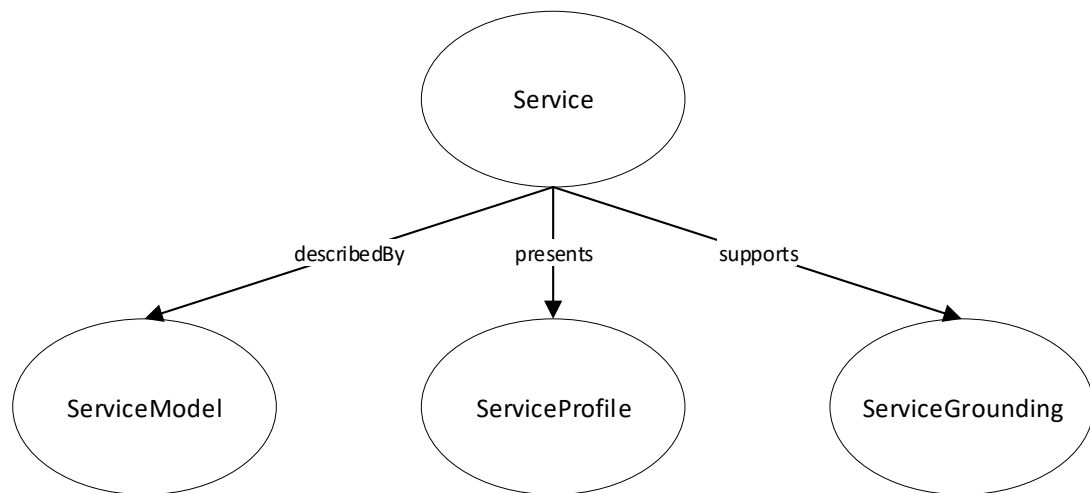 Service
describedBy
presents
supports
ServiceModel
ServiceProfile
ServiceGrounding